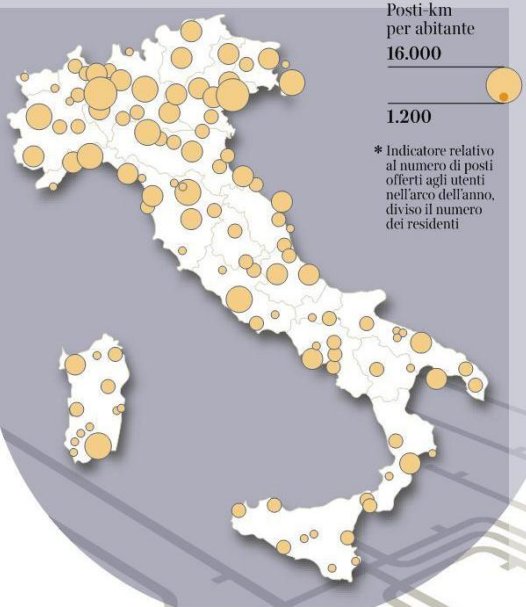 Posti-km
per abitante
16.000
1.200
* Indicatore relativo
al numero di posti
offerti agli utenti
nell'arco dell'anno,
diviso il numero
dei residenti